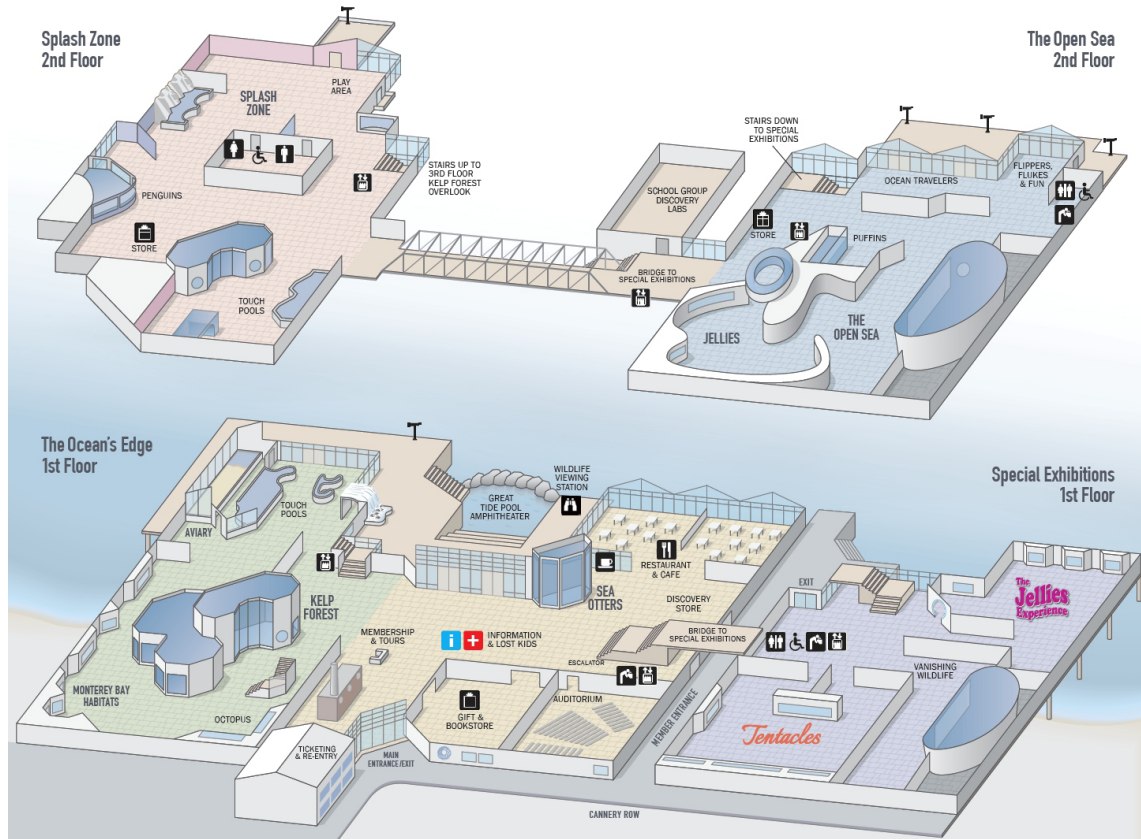 Splash Zone
2nd Floor
The Open Sea
2nd Floor
PLAY
AREA
SPLASH
ZONE
STAIRS UP TO
3RD FLOOR
KELP FOREST
OVERLOOK
PENGUINS
STORE
TOUCH
POOLS
STAIRS DOWN
TO SPECIAL
EXHIBITIONS
SCHOOL GROUP
DISCOVERY
LABS
OCEAN TRAVELERS
FLIPPERS,
FLUKES
& FUN
STORE
PUFFINS
BRIDGE TO
SPECIAL EXHIBITIONS
JELLIES
THE
OPEN SEA
The Ocean's Edge
1st Floor
Special Exhibitions
1st Floor
WILDLIFE
VIEWING
STATION
GREAT
TIDE POOL
AMPHITHEATER
TOUCH
POOLS
AVIARY
RESTAURANT
& CAFE
SEA
OTTERS
EXIT
The
Jellies
Experience
KELP
FOREST
DISCOVERY
STORE
MEMBERSHIP
& TOURS
i
INFORMATION
& LOST KIDS
BRIDGE TO
SPECIAL EXHIBITIONS
ESCALATOR
VANISHING
WILDLIFE
MONTEREY BAY
HABITATS
OCTOPUS
GIFT &
BOOKSTORE
AUDITORIUM
MEMBER ENTRANCE
Tentacles
TICKETING
& RE-ENTRY
MAIN
ENTRANCE/EXIT
CANNERY ROW